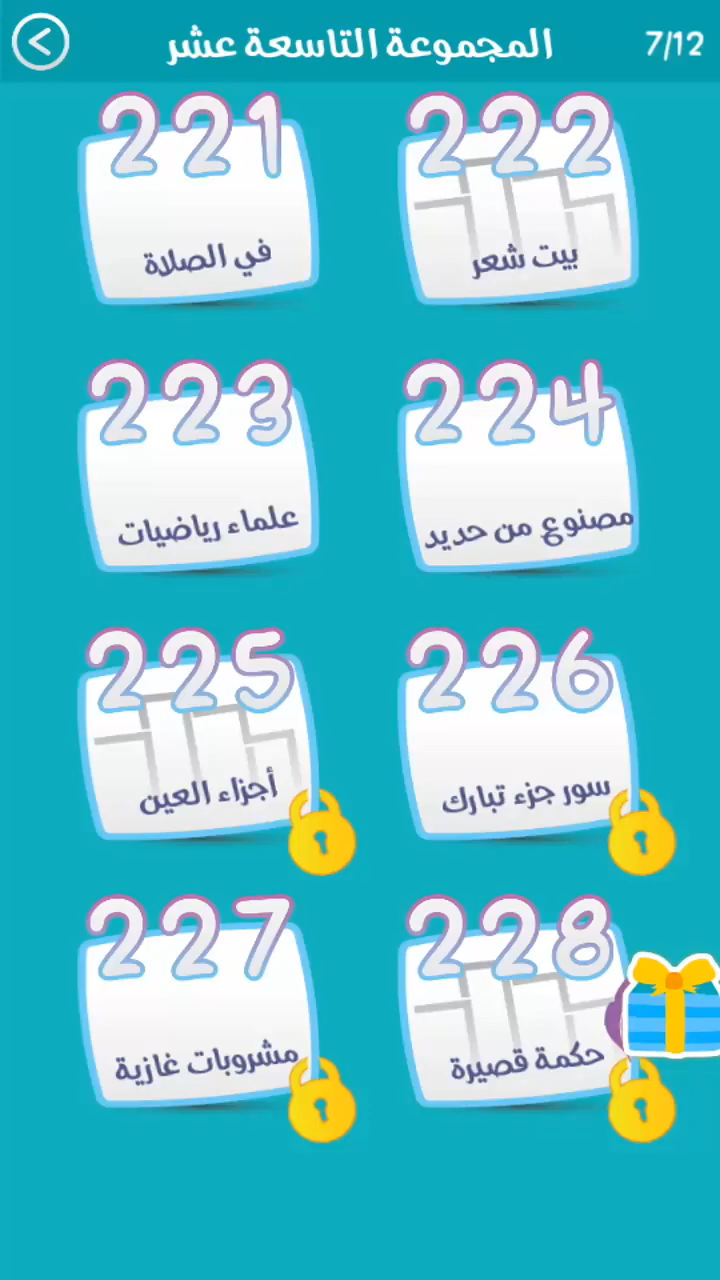 المجموعة التاسعة عشر
7/12
221
في الصلاة
222
بيت شعر
223
علماء رياضيات
224
مصنوع من حديد
225
أجزاء العين
226
سور جزء تبارك
227
مشروبات غازية
228
حكمة قصيرة